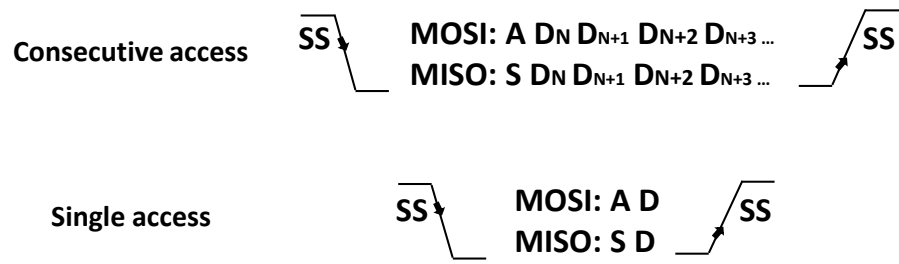 Consecutive access SS MOSI: A DN DN+1 DN+2 DN+3 ... SS
MISO: S DN DN+1 DN+2 DN+3 ...
Single access SS MOSI: A D SS
MISO: S D